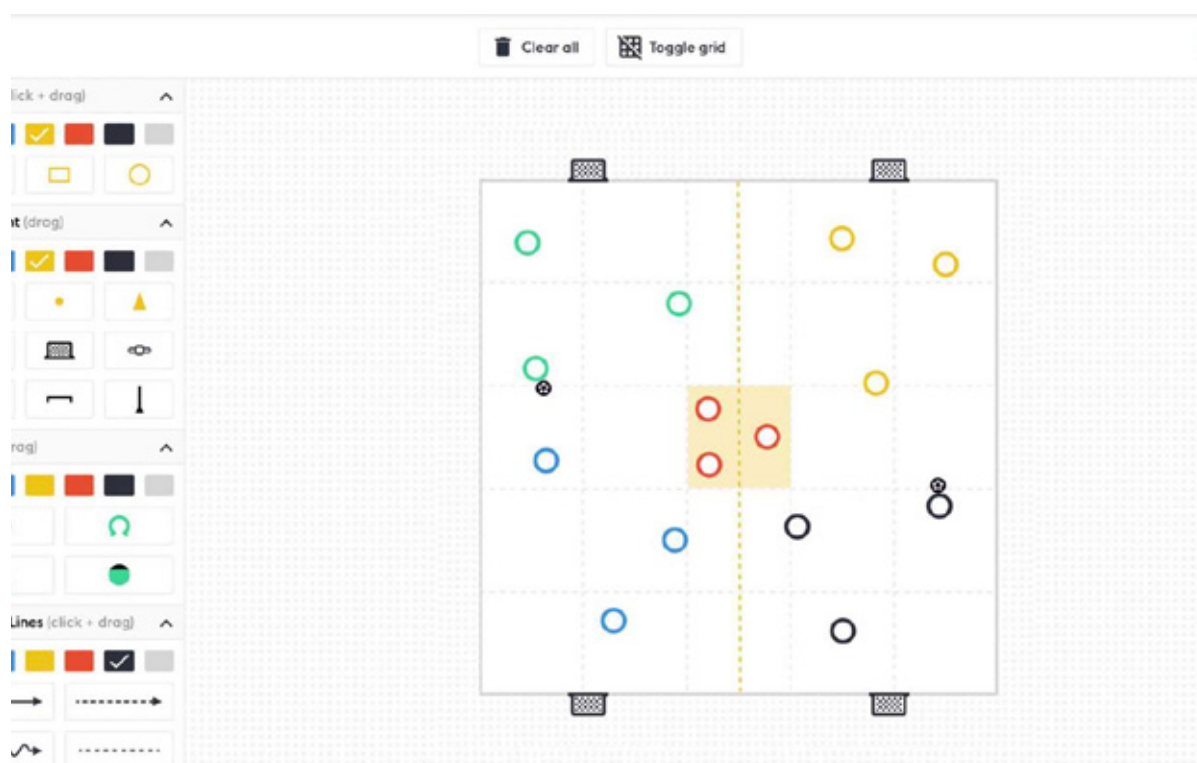 Clear all
Toggle grid
lick + drag)
nt (drag)
rag)
Lines (click + drag)